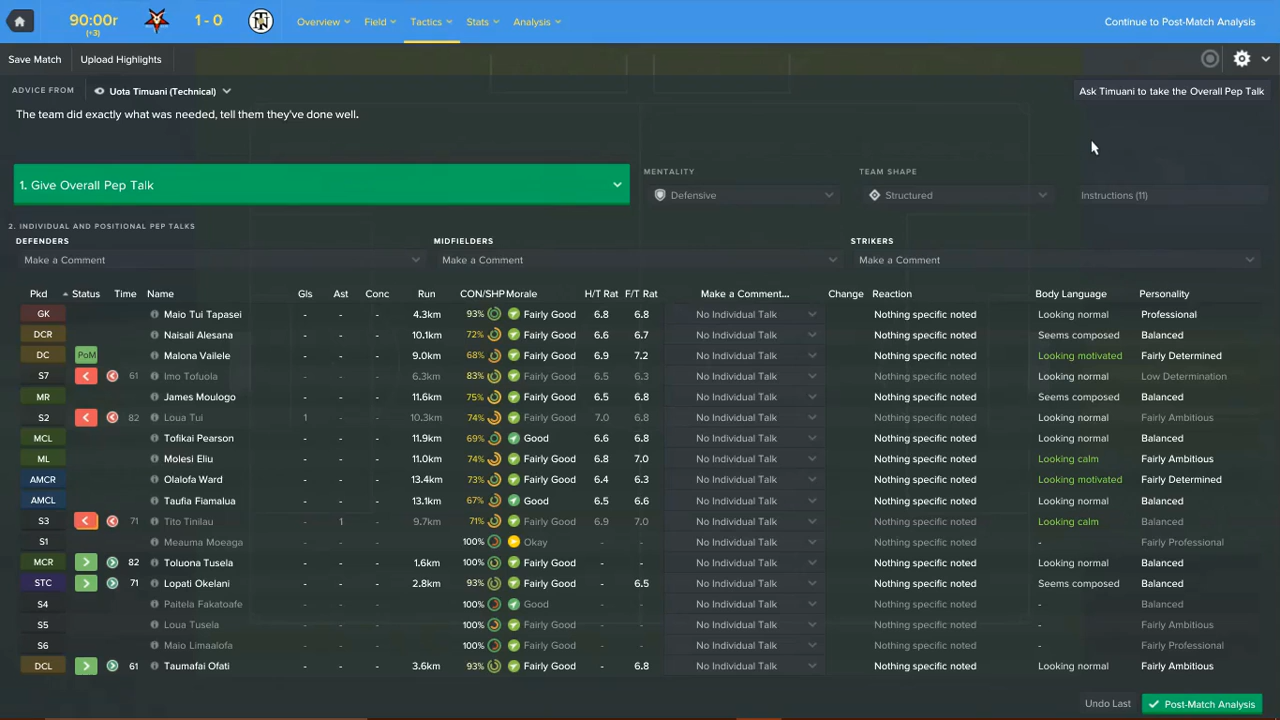 90:00r
(+3)
1 - 0
Overview
Field
Tactics
Stats
Analysis
Continue to Post-Match Analysis
Save Match
Upload Highlights
ADVICE FROM
Uota Timuani (Technical)
Ask Timuani to take the Overall Pep Talk
The team did exactly what was needed, tell them they've done well.
1. Give Overall Pep Talk
MENTALITY
Defensive
TEAM SHAPE
Structured
Instructions (11)
2. INDIVIDUAL AND POSITIONAL PEP TALKS
DEFENDERS MIDFIELDERS STRIKERS
Make a Comment Make a Comment Make a Comment
Pkd Status Time Name Gls Ast Conc Run CON/SHP Morale H/T Rat F/T Rat Make a Comment... Change Reaction Body Language Personality
GK Maio Tui Tapasei - - - 4.3km 93% Fairly Good 6.8 6.8 No Individual Talk Nothing specific noted Looking normal Professional
DCR Naisali Alesana - - - 10.1km 72% Fairly Good 6.6 6.7 No Individual Talk Nothing specific noted Seems composed Balanced
DC PoM Malona Vailele - - - 9.0km 68% Fairly Good 6.9 7.2 No Individual Talk Nothing specific noted Looking motivated Fairly Determined
S7 61 Imo Tofuola - - - 6.3km 83% Fairly Good 6.5 6.3 No Individual Talk Nothing specific noted Looking normal Low Determination
MR James Moulogo - - - 11.6km 75% Fairly Good 6.5 6.8 No Individual Talk Nothing specific noted Seems composed Balanced
S2 82 Loua Tui 1 - - 10.3km 74% Fairly Good 7.0 6.8 No Individual Talk Nothing specific noted Looking normal Fairly Ambitious
MCL Tofikai Pearson - - - 11.9km 69% Good 6.6 6.8 No Individual Talk Nothing specific noted Looking normal Balanced
ML Molesi Eliu - - - 11.0km 74% Fairly Good 6.8 7.0 No Individual Talk Nothing specific noted Looking calm Fairly Ambitious
AMCR Olalofa Ward - - - 13.4km 73% Fairly Good 6.4 6.3 No Individual Talk Nothing specific noted Looking motivated Fairly Determined
AMCL Taufia Fiamalua - - - 13.1km 67% Good 6.5 6.6 No Individual Talk Nothing specific noted Looking normal Balanced
S3 71 Tito Tinilau - 1 - 9.7km 71% Fairly Good 6.9 7.0 No Individual Talk Nothing specific noted Looking calm Balanced
S1 Meauma Moeaga - - - 100% Okay - - No Individual Talk Nothing specific noted - Fairly Professional
MCR 82 Toluona Tusela - - - 1.6km 100% Fairly Good - - No Individual Talk Nothing specific noted Looking normal Balanced
STC 71 Lopati Okelani - - - 2.8km 93% Fairly Good - 6.5 No Individual Talk Nothing specific noted Seems composed Balanced
S4 Paitela Fakatoafe - - - 100% Good - - No Individual Talk Nothing specific noted - Balanced
S5 Loua Tusela - - - 100% Fairly Good - - No Individual Talk Nothing specific noted - Fairly Ambitious
S6 Maio Limaalofa - - - 100% Fairly Good - - No Individual Talk Nothing specific noted - Fairly Professional
DCL 61 Taumafai Ofati - - - 3.6km 93% Fairly Good - 6.8 No Individual Talk Nothing specific noted Looking normal Fairly Ambitious
Undo Last
Post-Match Analysis